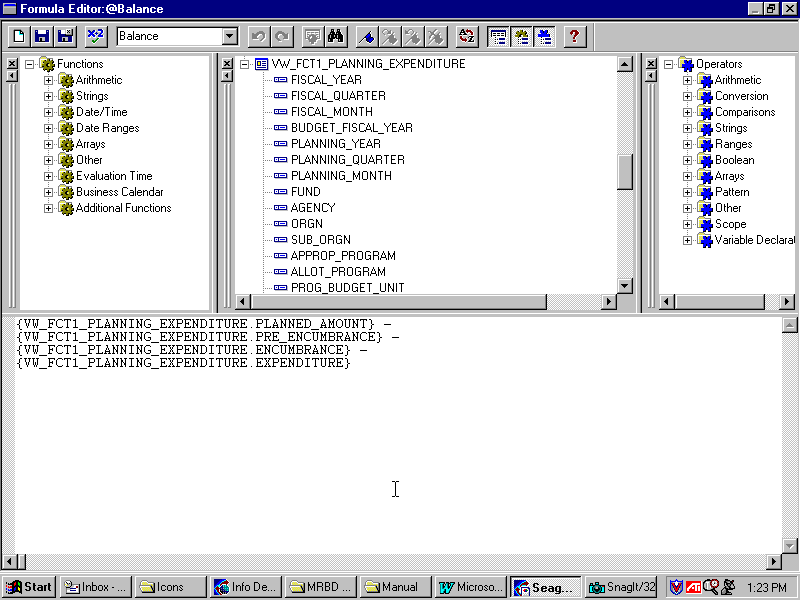 Formula Editor:@Balance
x+2
Balance
A
Z
?
Functions
Arithmetic
Strings
Date/Time
Date Ranges
Arrays
Other
Evaluation Time
Business Calendar
Additional Functions
VW_FCT1_PLANNING_EXPENDITURE
FISCAL_YEAR
FISCAL_QUARTER
FISCAL_MONTH
BUDGET_FISCAL_YEAR
PLANNING_YEAR
PLANNING_QUARTER
PLANNING_MONTH
FUND
AGENCY
ORGN
SUB_ORGN
APPROP_PROGRAM
ALLOT_PROGRAM
PROG_BUDGET_UNIT
Operators
Arithmetic
Conversion
Comparisons
Strings
Ranges
Boolean
Arrays
Pattern
Other
Scope
Variable Declarat
{VW_FCT1_PLANNING_EXPENDITURE.PLANNED_AMOUNT} -
{VW_FCT1_PLANNING_EXPENDITURE.PRE_ENCUMBRANCE} -
{VW_FCT1_PLANNING_EXPENDITURE.ENCUMBRANCE} -
{VW_FCT1_PLANNING_EXPENDITURE.EXPENDITURE}
Start
Inbox - ...
Icons
Info De...
MRBD ...
Manual
Microso...
Seag...
SnagIt/32
1:23 PM